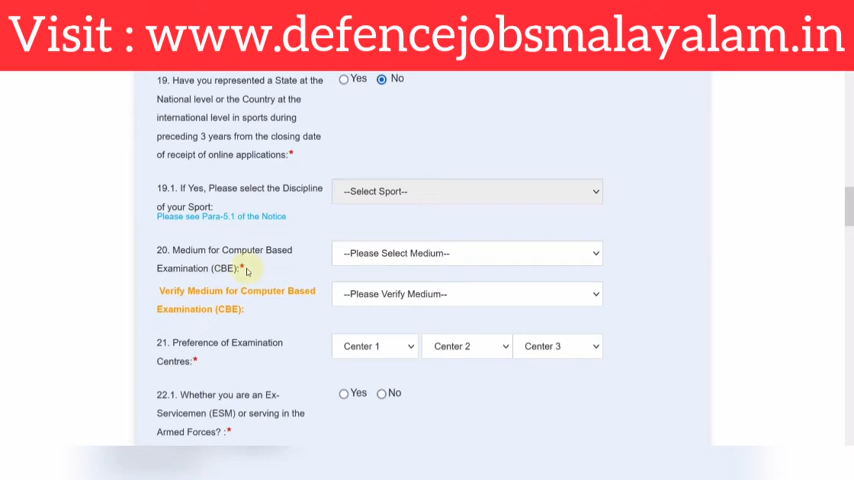 Visit : www.defencejobsmalayalam.in
19. Have you represented a State at the
National level or the Country at the
international level in sports during
preceding 3 years from the closing date
of receipt of online applications:*
Yes No
19.1. If Yes, Please select the Discipline
of your Sport:
Please see Para-5.1 of the Notice
--Select Sport--
20. Medium for Computer Based
Examination (CBE):*
--Please Select Medium--
Verify Medium for Computer Based
Examination (CBE):
--Please Verify Medium--
21. Preference of Examination
Centres:*
Center 1 Center 2 Center 3
22.1. Whether you are an Ex-
Servicemen (ESM) or serving in the
Armed Forces? :*
Yes No